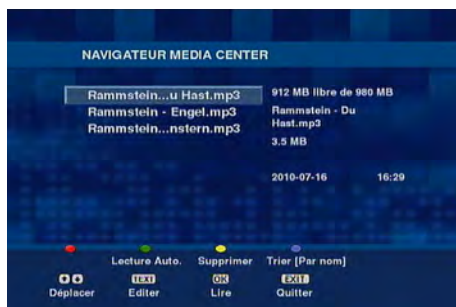 NAVIGATEUR MEDIA CENTER
Rammstein...u Hast.mp3
Rammstein - Engel.mp3
Rammstein...nstern.mp3
912 MB libre de 980 MB
Rammstein - Du
Hast.mp3
3.5 MB
2010-07-16 16:29
Lecture Auto. Supprimer Trier [Par nom]
TEXT OK EXIT
Déplacer Editer Lire Quitter